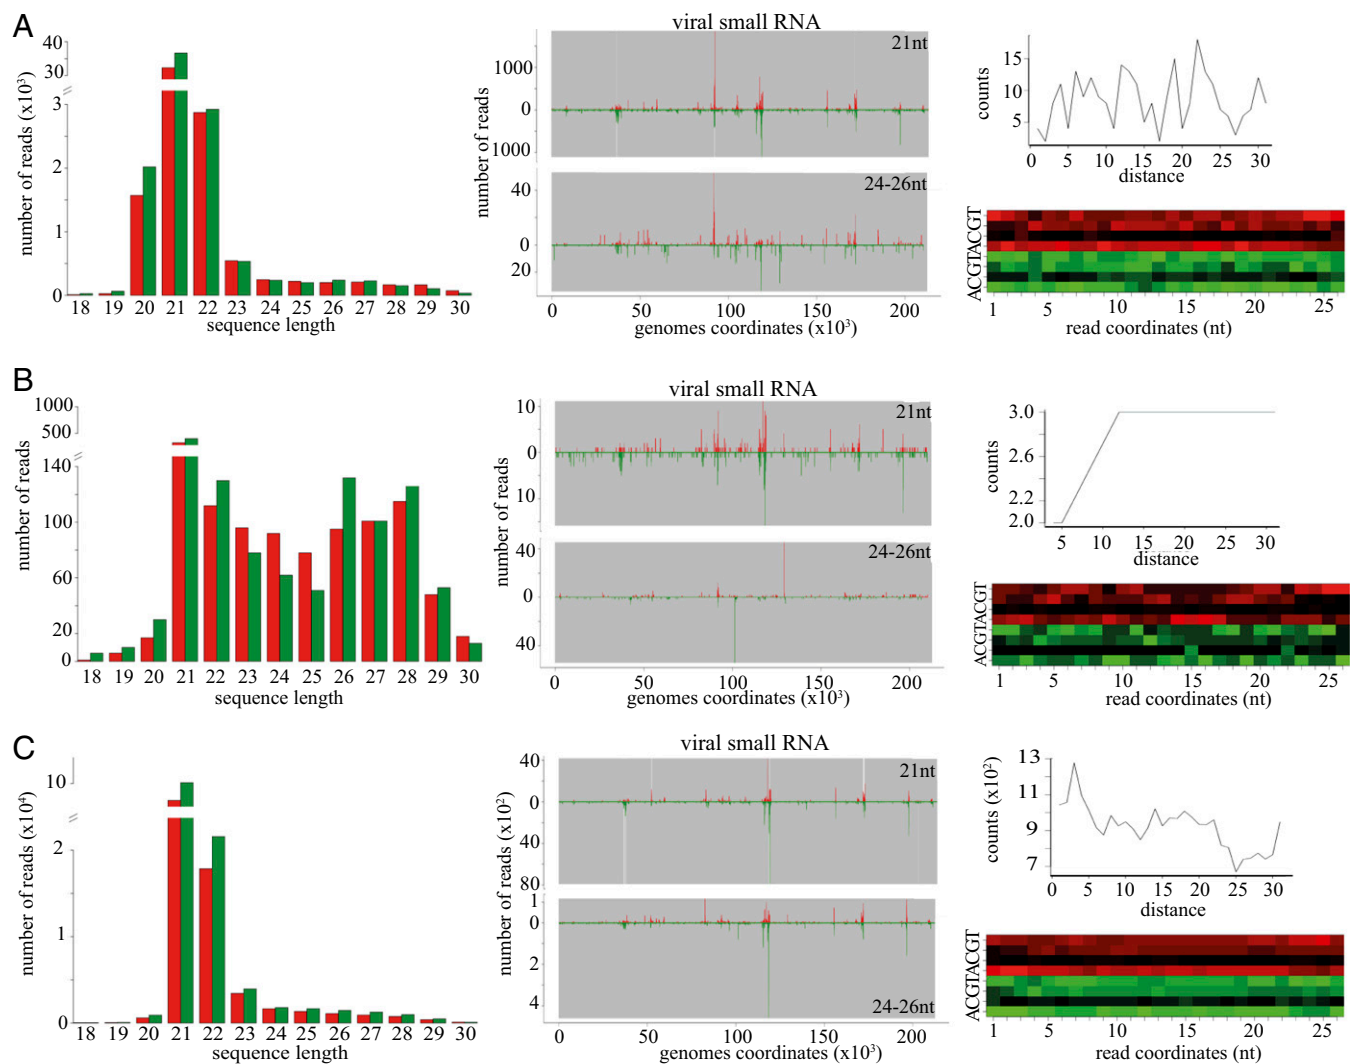 A
viral small RNA
number of reads (x10³)
40
30
3
2
1
0
18 19 20 21 22 23 24 25 26 27 28 29 30
sequence length
number of reads
21nt
1000
0
1000
24-26nt
40
0
20
0 50 100 150 200
genomes coordinates (x10³)
counts
15
10
5
0 5 10 15 20 25 30
distance
ACGTACGT
1 5 10 15 20 25
read coordinates (nt)
B
viral small RNA
number of reads
1000
500
140
100
60
20
0
18 19 20 21 22 23 24 25 26 27 28 29 30
sequence length
number of reads
21nt
10
0
10
24-26nt
40
0
40
0 50 100 150 200
genomes coordinates (x10³)
counts
3.0
2.6
2.2
2.0
5 10 15 20 25 30
distance
ACGTACGT
1 5 10 15 20 25
read coordinates (nt)
C
viral small RNA
number of reads (x10⁴)
10
2
1
0
18 19 20 21 22 23 24 25 26 27 28 29 30
sequence length
number of reads (x10²)
21nt
40
0
40
80
1
0
2
4
24-26nt
0 50 100 150 200
genomes coordinates (x10³)
counts (x10²)
13
11
9
7
0 5 10 15 20 25 30
distance
ACGTACGT
1 5 10 15 20 25
read coordinates (nt)